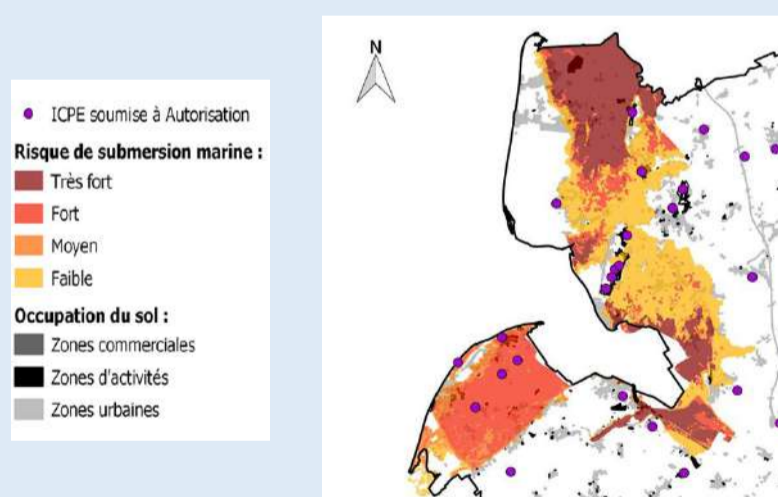 ICPE soumise à Autorisation
Risque de submersion marine :
Très fort
Fort
Moyen
Faible
Occupation du sol :
Zones commerciales
Zones d'activités
Zones urbaines
N